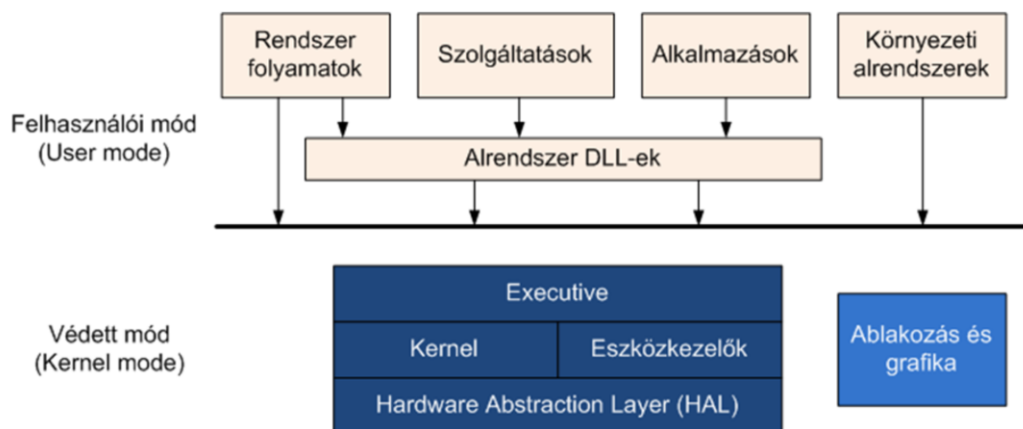 Rendszer
folyamatok
Szolgáltatások
Alkalmazások
Környezeti
alrendszerek
Felhasználói mód
(User mode)
Alrendszer DLL-ek
Executive
Védett mód
(Kernel mode)
Kernel
Eszközkezelők
Ablakozás és
grafika
Hardware Abstraction Layer (HAL)